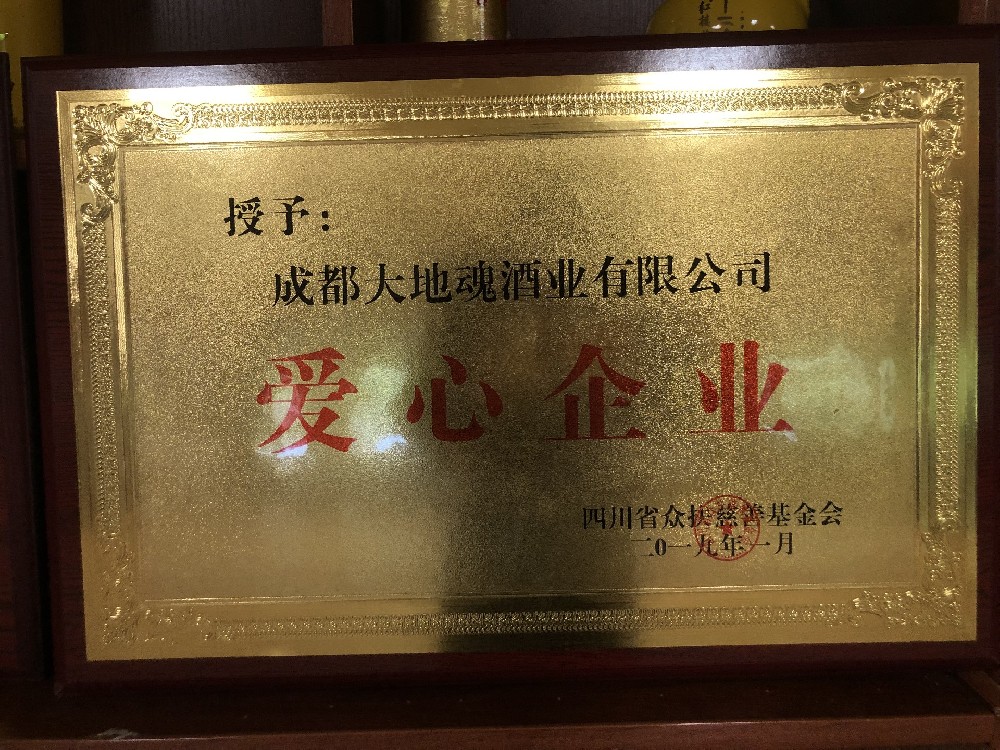 授予：
成都大地魂酒业有限公司
爱心企业
四川省众扶慈善基金会
二0一九年一月